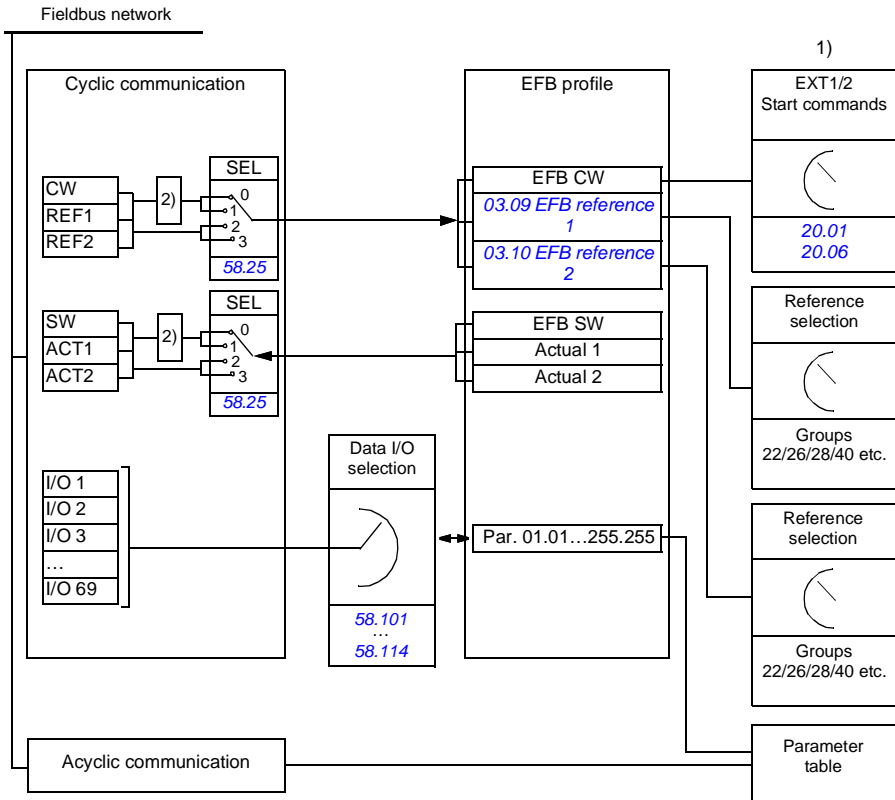 Fieldbus network
1)
Cyclic communication
EFB profile
EXT1/2
Start commands
CW
REF1
REF2
2)
SEL
0
1
2
3
58.25
EFB CW
03.09 EFB reference
1
03.10 EFB reference
2
20.01
20.06
SW
ACT1
ACT2
2)
SEL
0
1
2
3
58.25
EFB SW
Actual 1
Actual 2
Reference
selection
Groups
22/26/28/40 etc.
I/O 1
I/O 2
I/O 3
...
I/O 69
Data I/O
selection
58.101
...
58.114
Par. 01.01...255.255
Reference
selection
Groups
22/26/28/40 etc.
Acyclic communication
Parameter
table